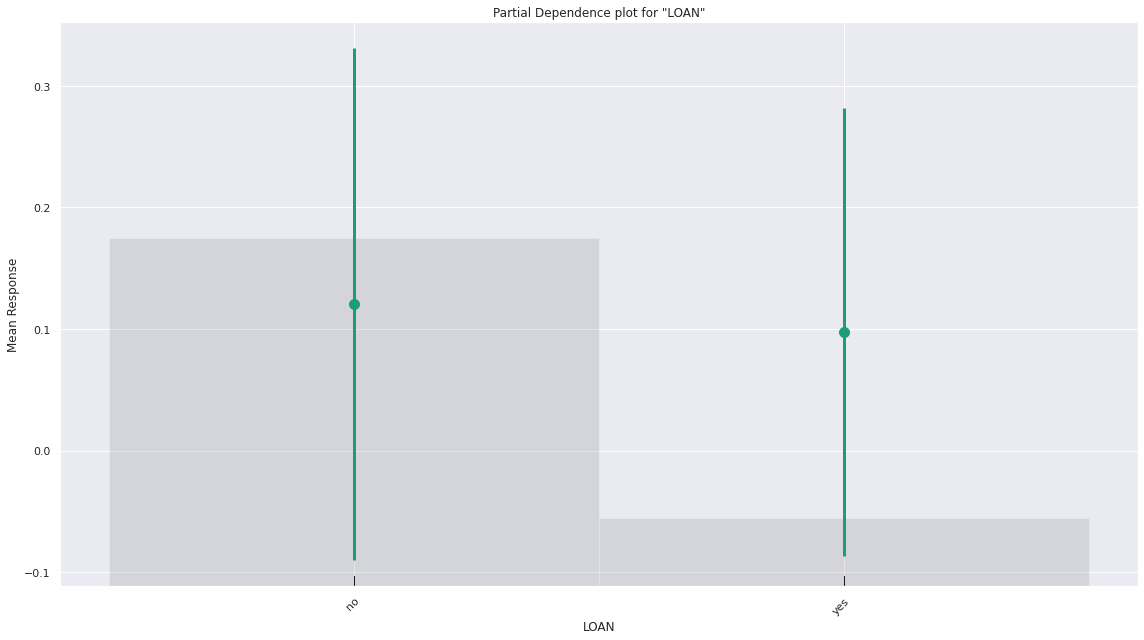 Partial Dependence plot for "LOAN"
Mean Response
0.3
0.2
0.1
0.0
−0.1
no
yes
LOAN